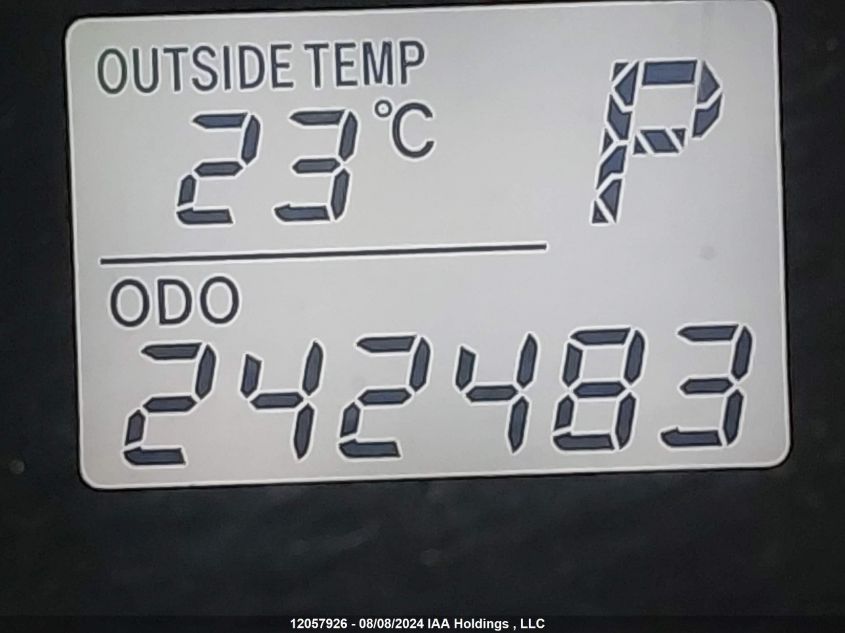 OUTSIDE TEMP
23°C P
ODO
242483
12057926 - 08/08/2024 IAA Holdings , LLC